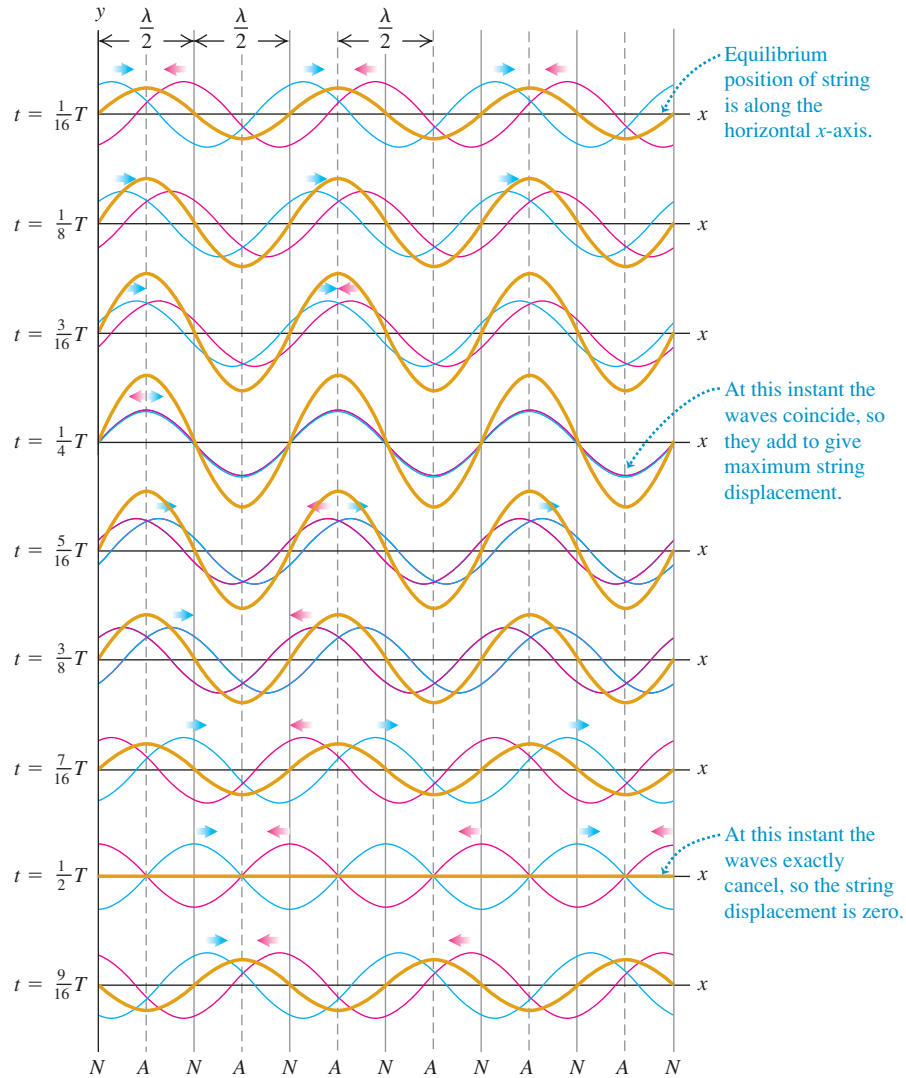 y
λ/2 λ/2 λ/2
t = 1/16 T x
Equilibrium
position of string
is along the
horizontal x-axis.
t = 1/8 T x
t = 3/16 T x
t = 1/4 T x
At this instant the
waves coincide, so
they add to give
maximum string
displacement.
t = 5/16 T x
t = 3/8 T x
t = 7/16 T x
t = 1/2 T x
At this instant the
waves exactly
cancel, so the string
displacement is zero.
t = 9/16 T x
N A N A N A N A N A N A N